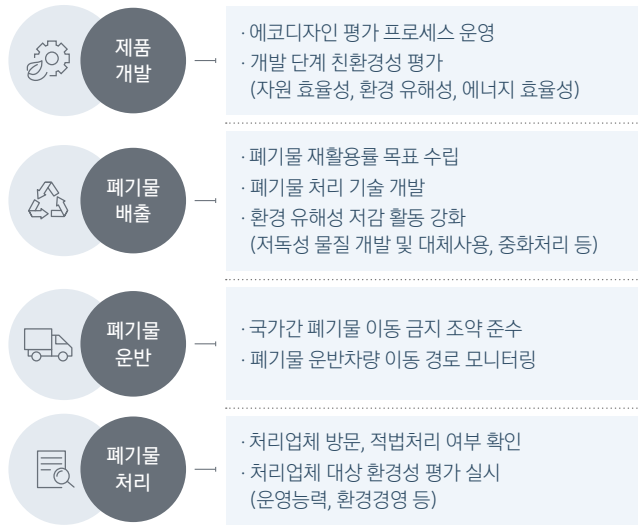 제품
개발
· 에코디자인 평가 프로세스 운영
· 개발 단계 친환경성 평가
(자원 효율성, 환경 유해성, 에너지 효율성)
폐기물
배출
· 폐기물 재활용률 목표 수립
· 폐기물 처리 기술 개발
· 환경 유해성 저감 활동 강화
(저독성 물질 개발 및 대체사용, 중화처리 등)
폐기물
운반
· 국가간 폐기물 이동 금지 조약 준수
· 폐기물 운반차량 이동 경로 모니터링
폐기물
처리
· 처리업체 방문, 적법처리 여부 확인
· 처리업체 대상 환경성 평가 실시
(운영능력, 환경경영 등)